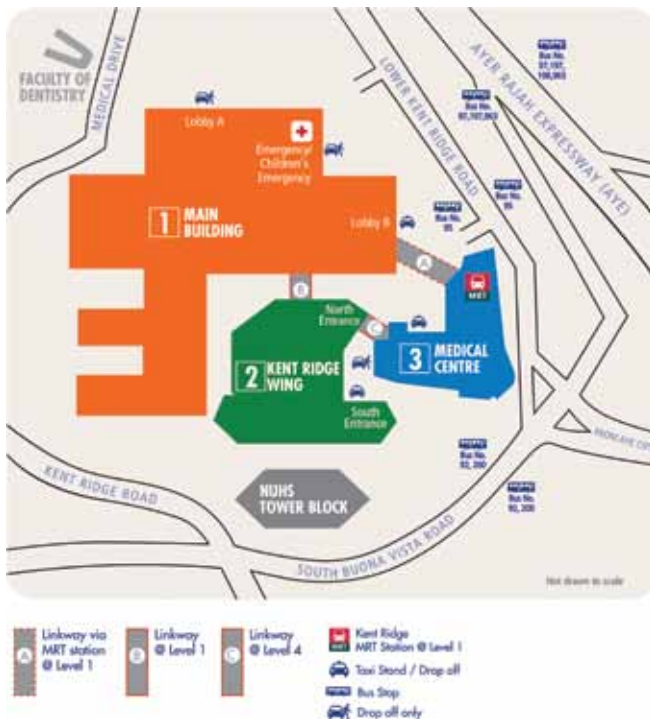 FACULTY OF
DENTISTRY
MEDICAL DRIVE
Lobby A
Emergency/
Children's
Emergency
1 MAIN
BUILDING
Lobby B
A
B
LOWER KENT RIDGE ROAD
AYER RAJAH EXPRESSWAY (AYE)
Bus No.
Bus No.
Bus No.
95
Bus No.
95
MRT
North
Entrance
C
3 MEDICAL
CENTRE
2 KENT RIDGE
WING
South
Entrance
NUHS
TOWER BLOCK
KENT RIDGE ROAD
SOUTH BUONA VISTA ROAD
Bus No.
92, 200
Bus No.
92, 200
Not drawn to scale
A
Linkway via
MRT station
@ Level 1
B
Linkway
@ Level 1
C
Linkway
@ Level 4
MRT
Kent Ridge
MRT Station @ Level 1
Taxi Stand / Drop off
Bus Stop
Drop off only